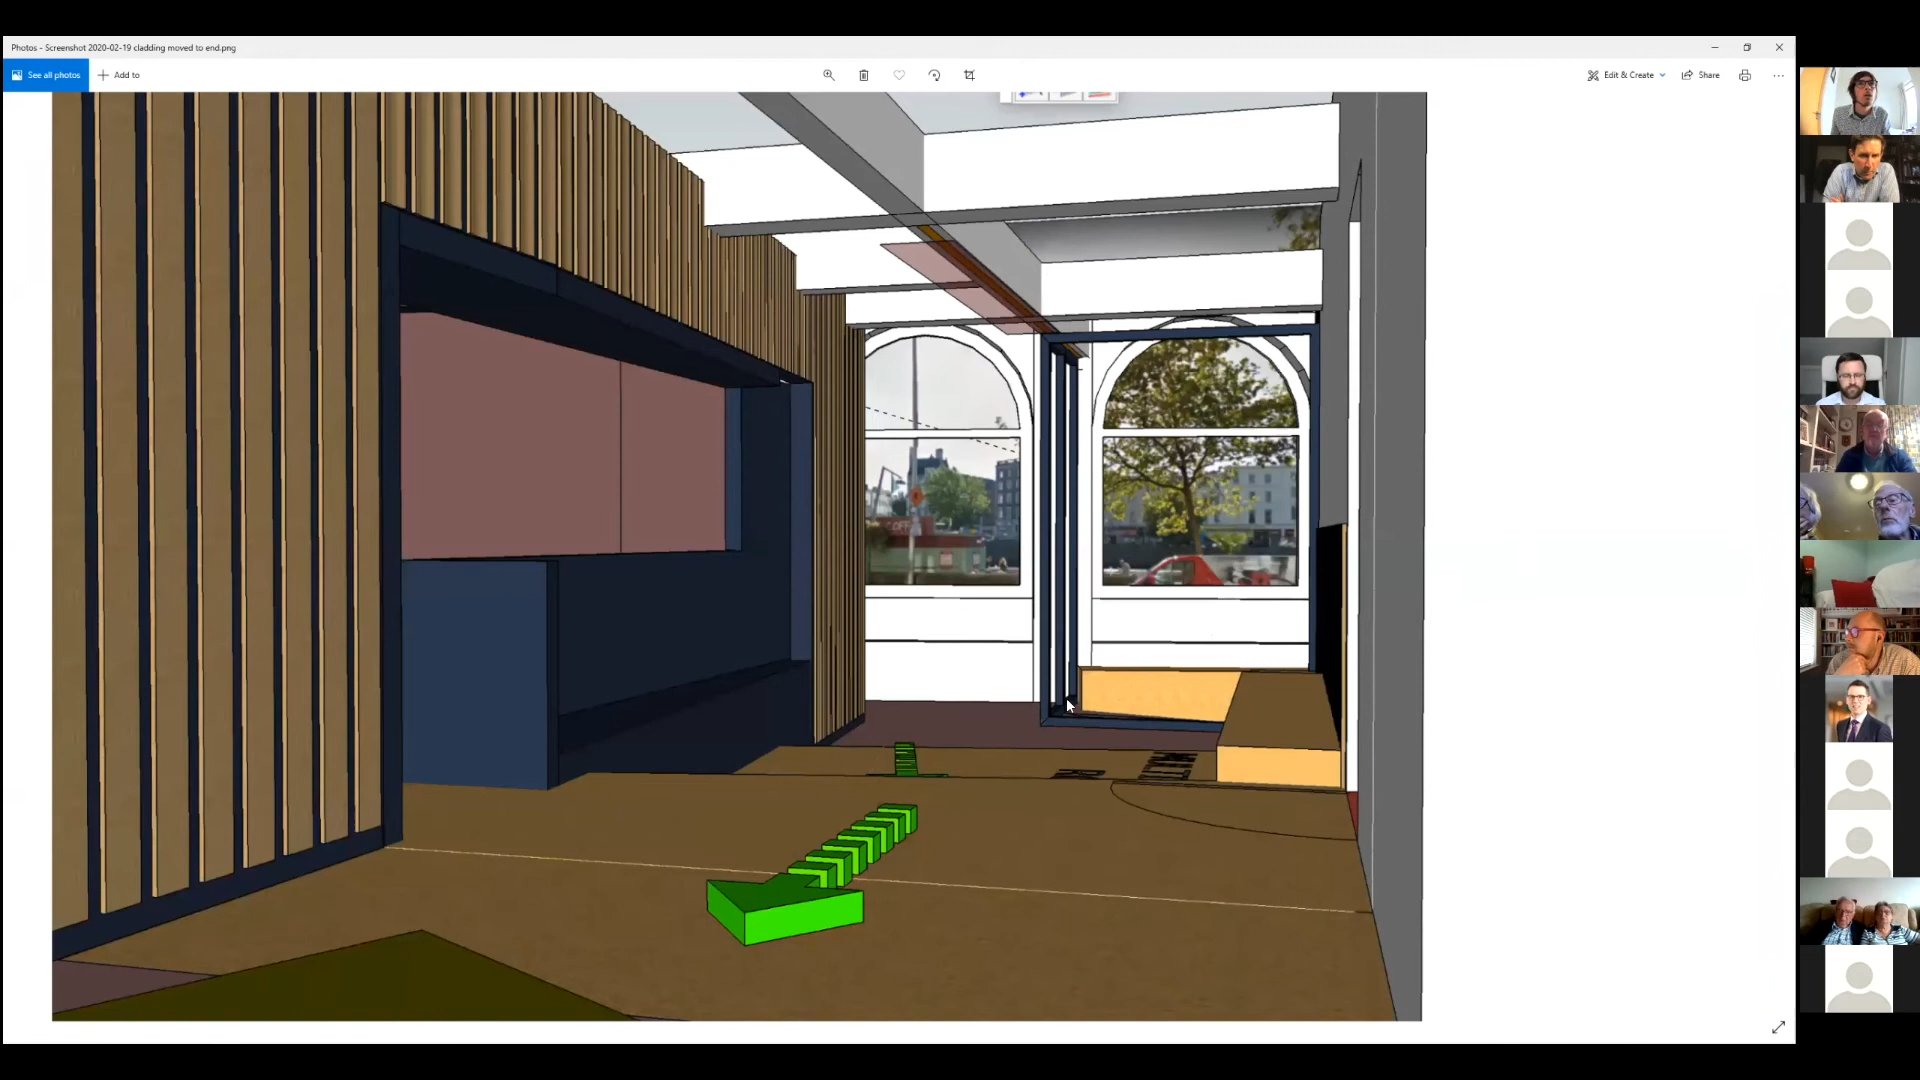 Photos - Screenshot 2020-02-19 cladding moved to end.png
See all photos
Add to
Edit & Create
Share